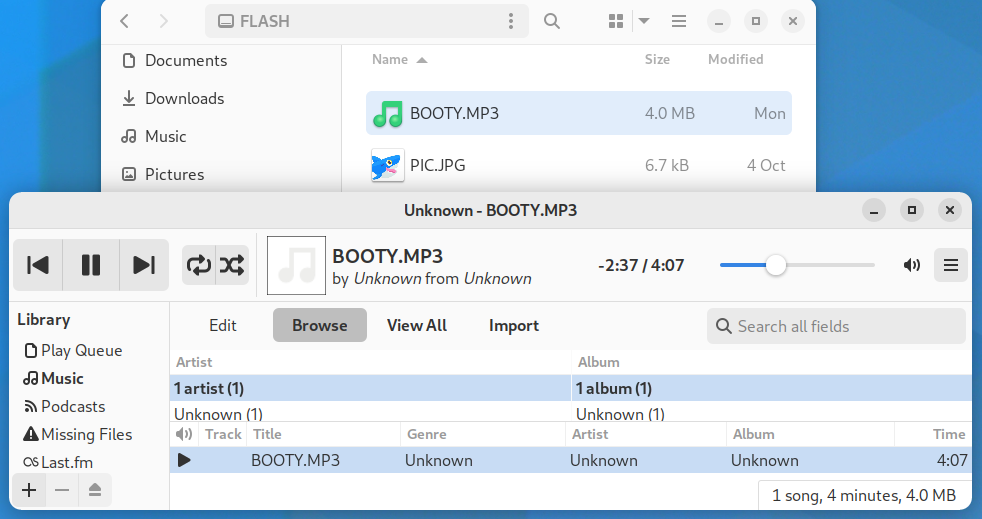 FLASH
Documents
Downloads
Music
Pictures
Name Size Modified
BOOTY.MP3 4.0 MB Mon
PIC.JPG 6.7 kB 4 Oct
Unknown - BOOTY.MP3
BOOTY.MP3
by Unknown from Unknown
-2:37 / 4:07
Library
Play Queue
Music
Podcasts
Missing Files
Last.fm
Edit Browse View All Import Search all fields
Artist Album
1 artist (1) 1 album (1)
Unknown (1) Unknown (1)
Track Title Genre Artist Album Time
BOOTY.MP3 Unknown Unknown Unknown 4:07
1 song, 4 minutes, 4.0 MB